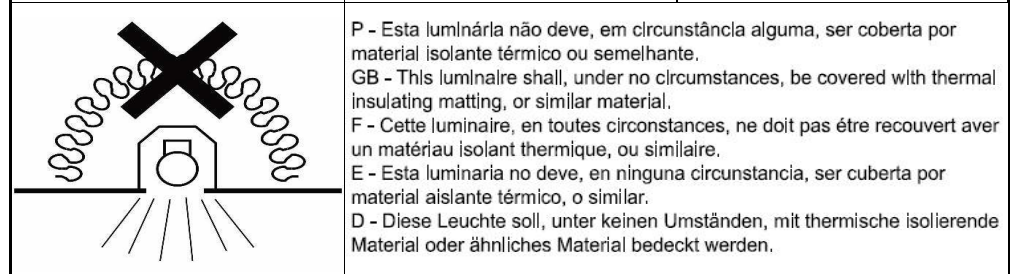 P - Esta luminária não deve, em circunstância alguma, ser coberta por
material isolante térmico ou semelhante.
GB - This luminaire shall, under no circumstances, be covered with thermal
insulating matting, or similar material.
F - Cette luminaire, en toutes circonstances, ne doit pas étre recouvert aver
un matériau isolant thermique, ou similaire.
E - Esta luminaria no deve, en ninguna circunstancia, ser cuberta por
material aislante térmico, o similar.
D - Diese Leuchte soll, unter keinen Umständen, mit thermische isolierende
Material oder ähnliches Material bedeckt werden.